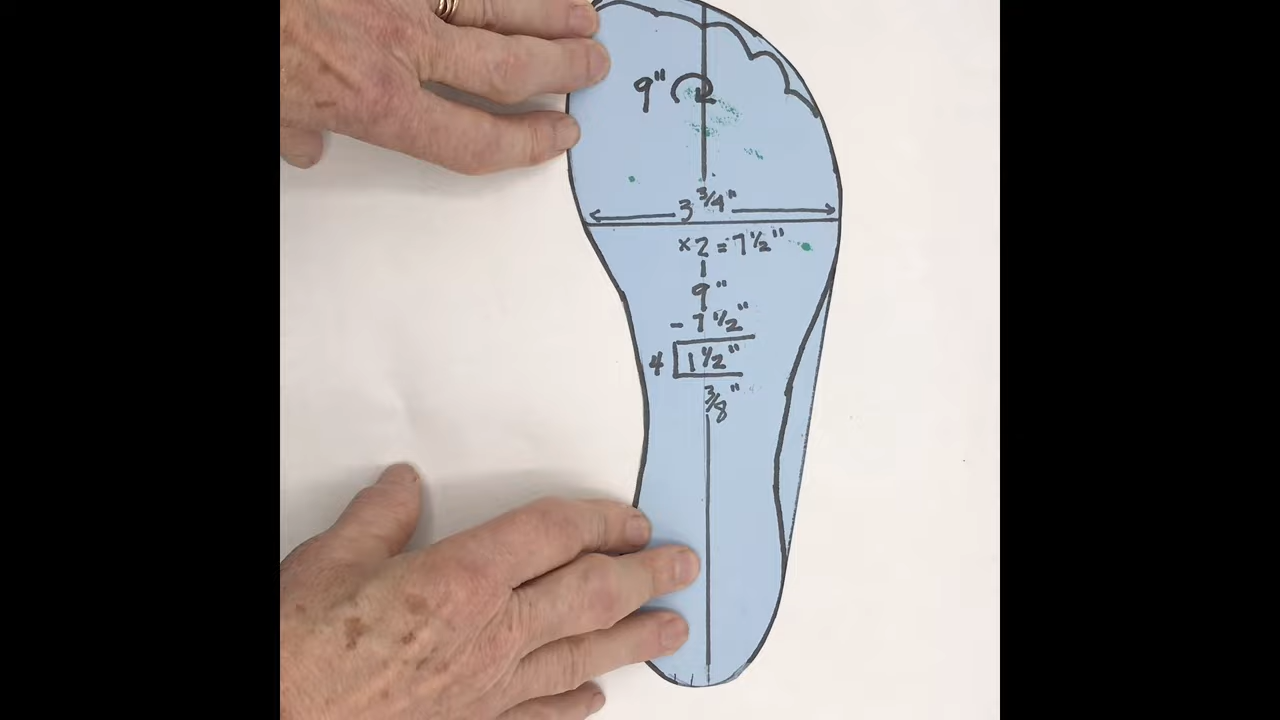 9"
3 3/4"
x2 = 7 1/2"
9"
- 7 1/2"
4 1 1/2"
3/8"